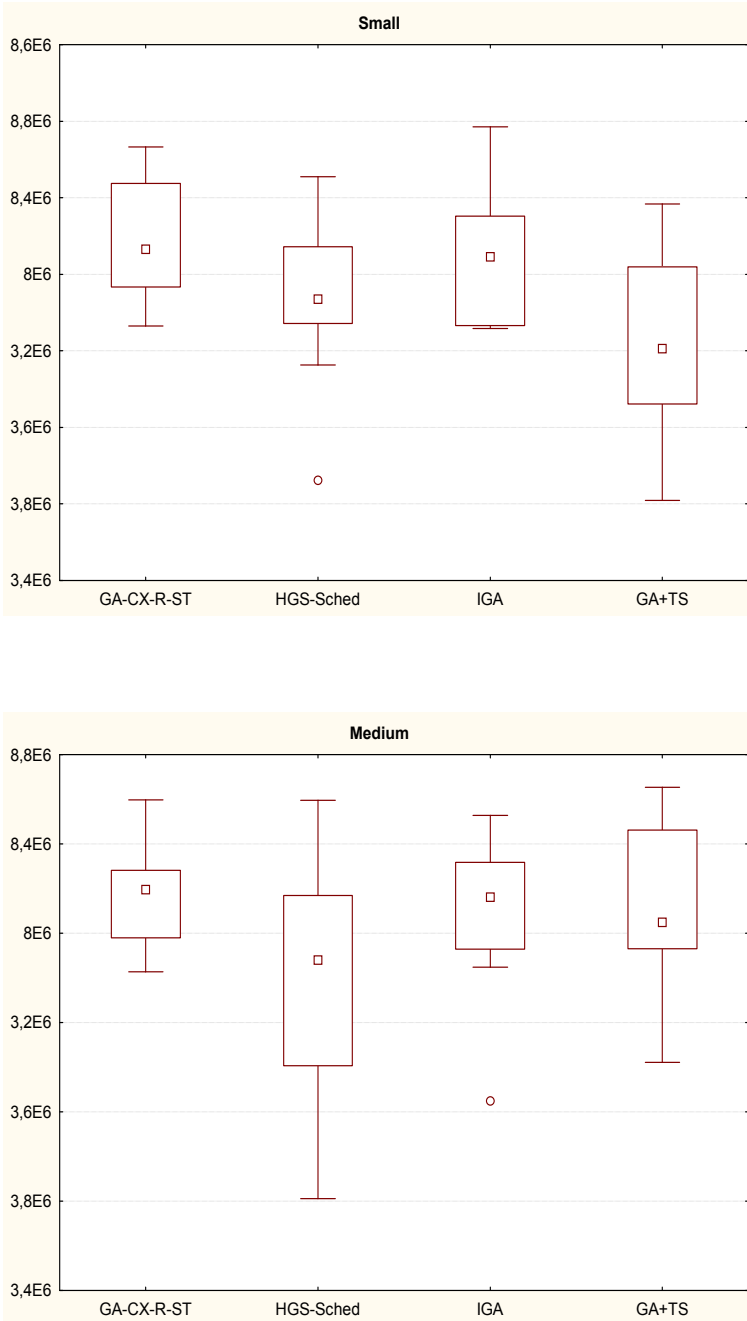 Small
8,6E6
8,8E6
8,4E6
8E6
3,2E6
3,6E6
3,8E6
3,4E6
GA-CX-R-ST HGS-Sched IGA GA+TS
Medium
8,8E6
8,4E6
8E6
3,2E6
3,6E6
3,8E6
3,4E6
GA-CX-R-ST HGS-Sched IGA GA+TS